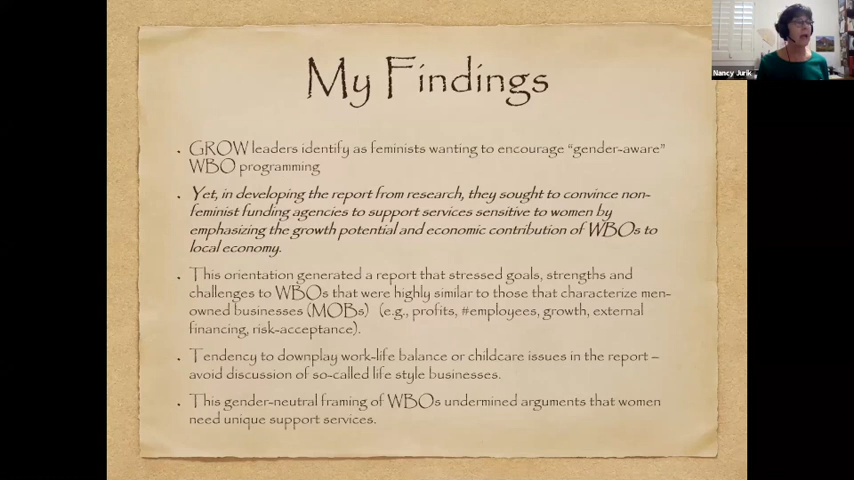 My Findings
Nancy Jurik
. GROW leaders identify as feminists wanting to encourage "gender-aware"
WBO programming
. Yet, in developing the report from research, they sought to convince non-
feminist funding agencies to support services sensitive to women by
emphasizing the growth potential and economic contribution of WBOs to
local economy.
. This orientation generated a report that stressed goals, strengths and
challenges to WBOs that were highly similar to those that characterize men-
owned businesses (MOBs) (e.g., profits, #employees, growth, external
financing, risk-acceptance).
. Tendency to downplay work-life balance or childcare issues in the report –
avoid discussion of so-called life style businesses.
. This gender-neutral framing of WBOs undermined arguments that women
need unique support services.